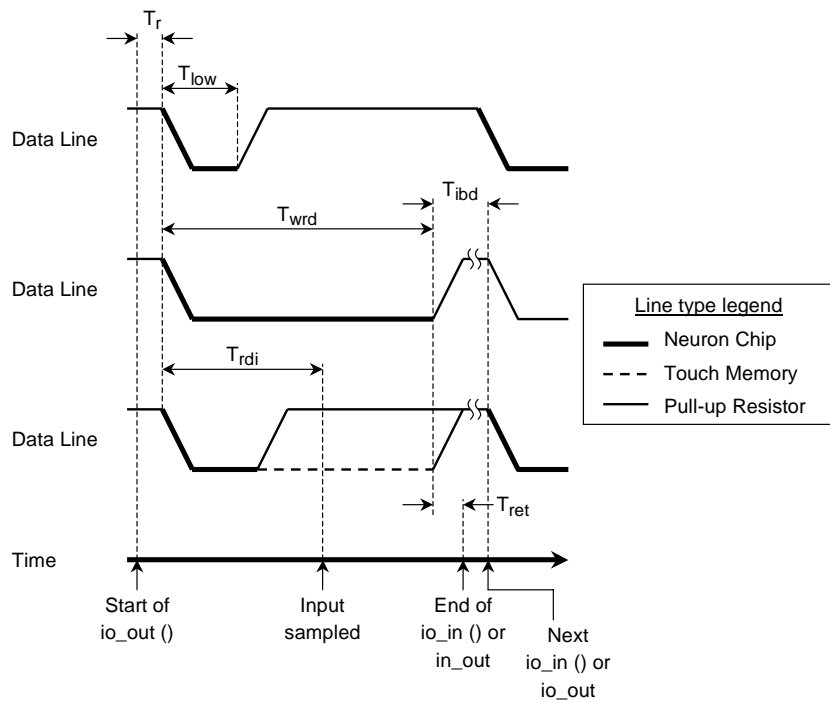 Tr
Tlow
Data Line
Tibd
Twrd
Data Line
Line type legend
Neuron Chip
Touch Memory
Pull-up Resistor
Trdi
Data Line
Tret
Time
Start of
io_out ()
Input
sampled
End of
io_in () or
in_out
Next
io_in () or
io_out